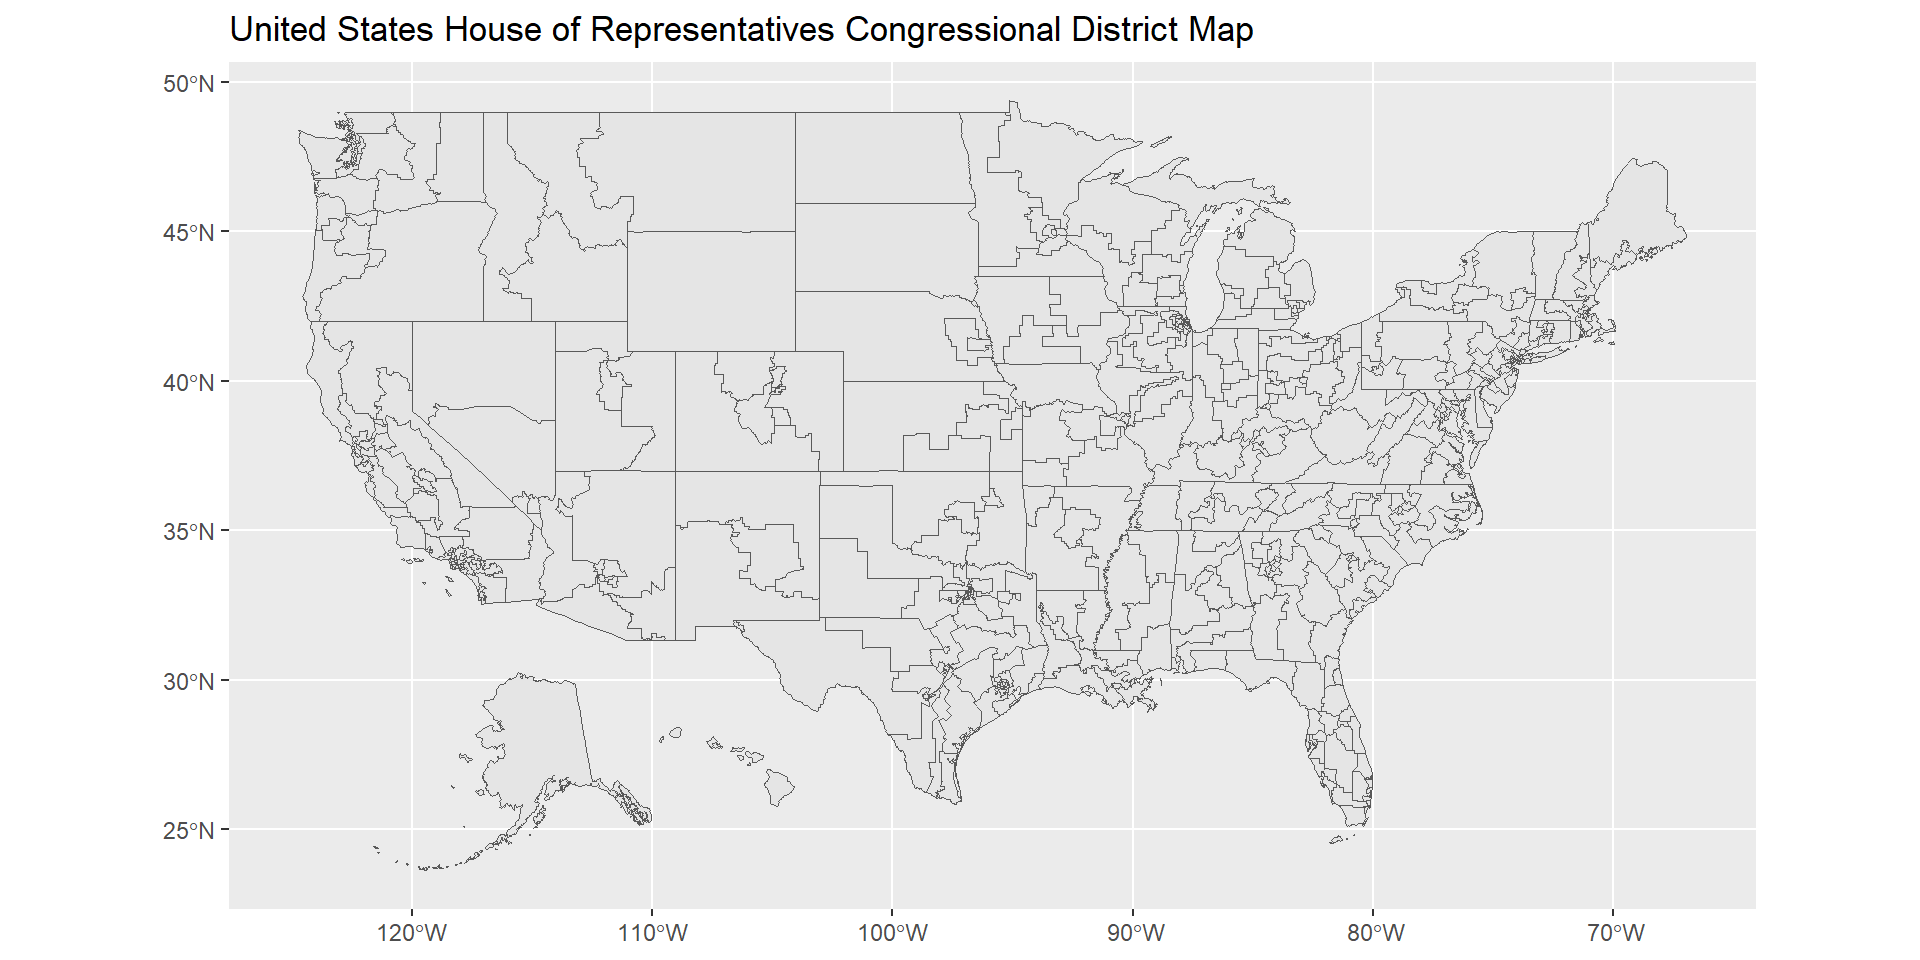 United States House of Representatives Congressional District Map
50°N
45°N
40°N
35°N
30°N
25°N
120°W
110°W
100°W
90°W
80°W
70°W